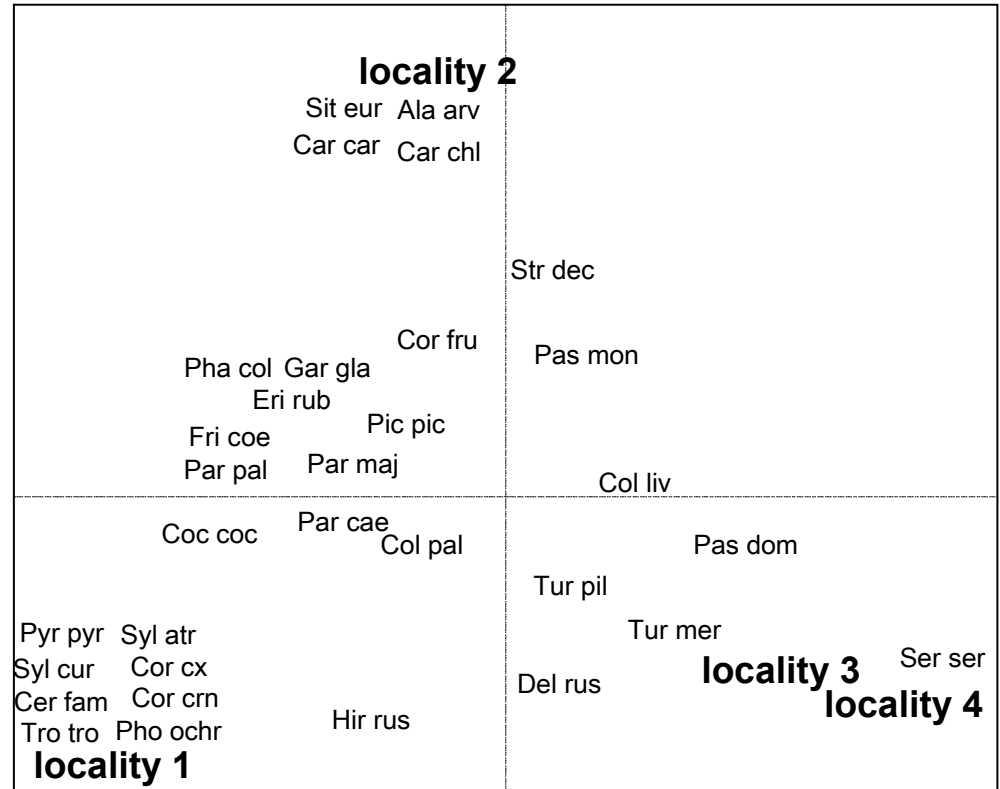 locality 2
Sit eur Ala arv
Car car Car chl
Str dec
Cor fru
Pas mon
Pha col Gar gla
Eri rub
Pic pic
Fri coe
Par maj
Par pal
Col liv
Par cae
Coc coc
Col pal
Pas dom
Tur pil
Tur mer
Pyr pyr Syl atr
Ser ser
Syl cur Cor cx
locality 3
Del rus
Cer fam Cor crn
locality 4
Hir rus
Tro tro Pho ochr
locality 1